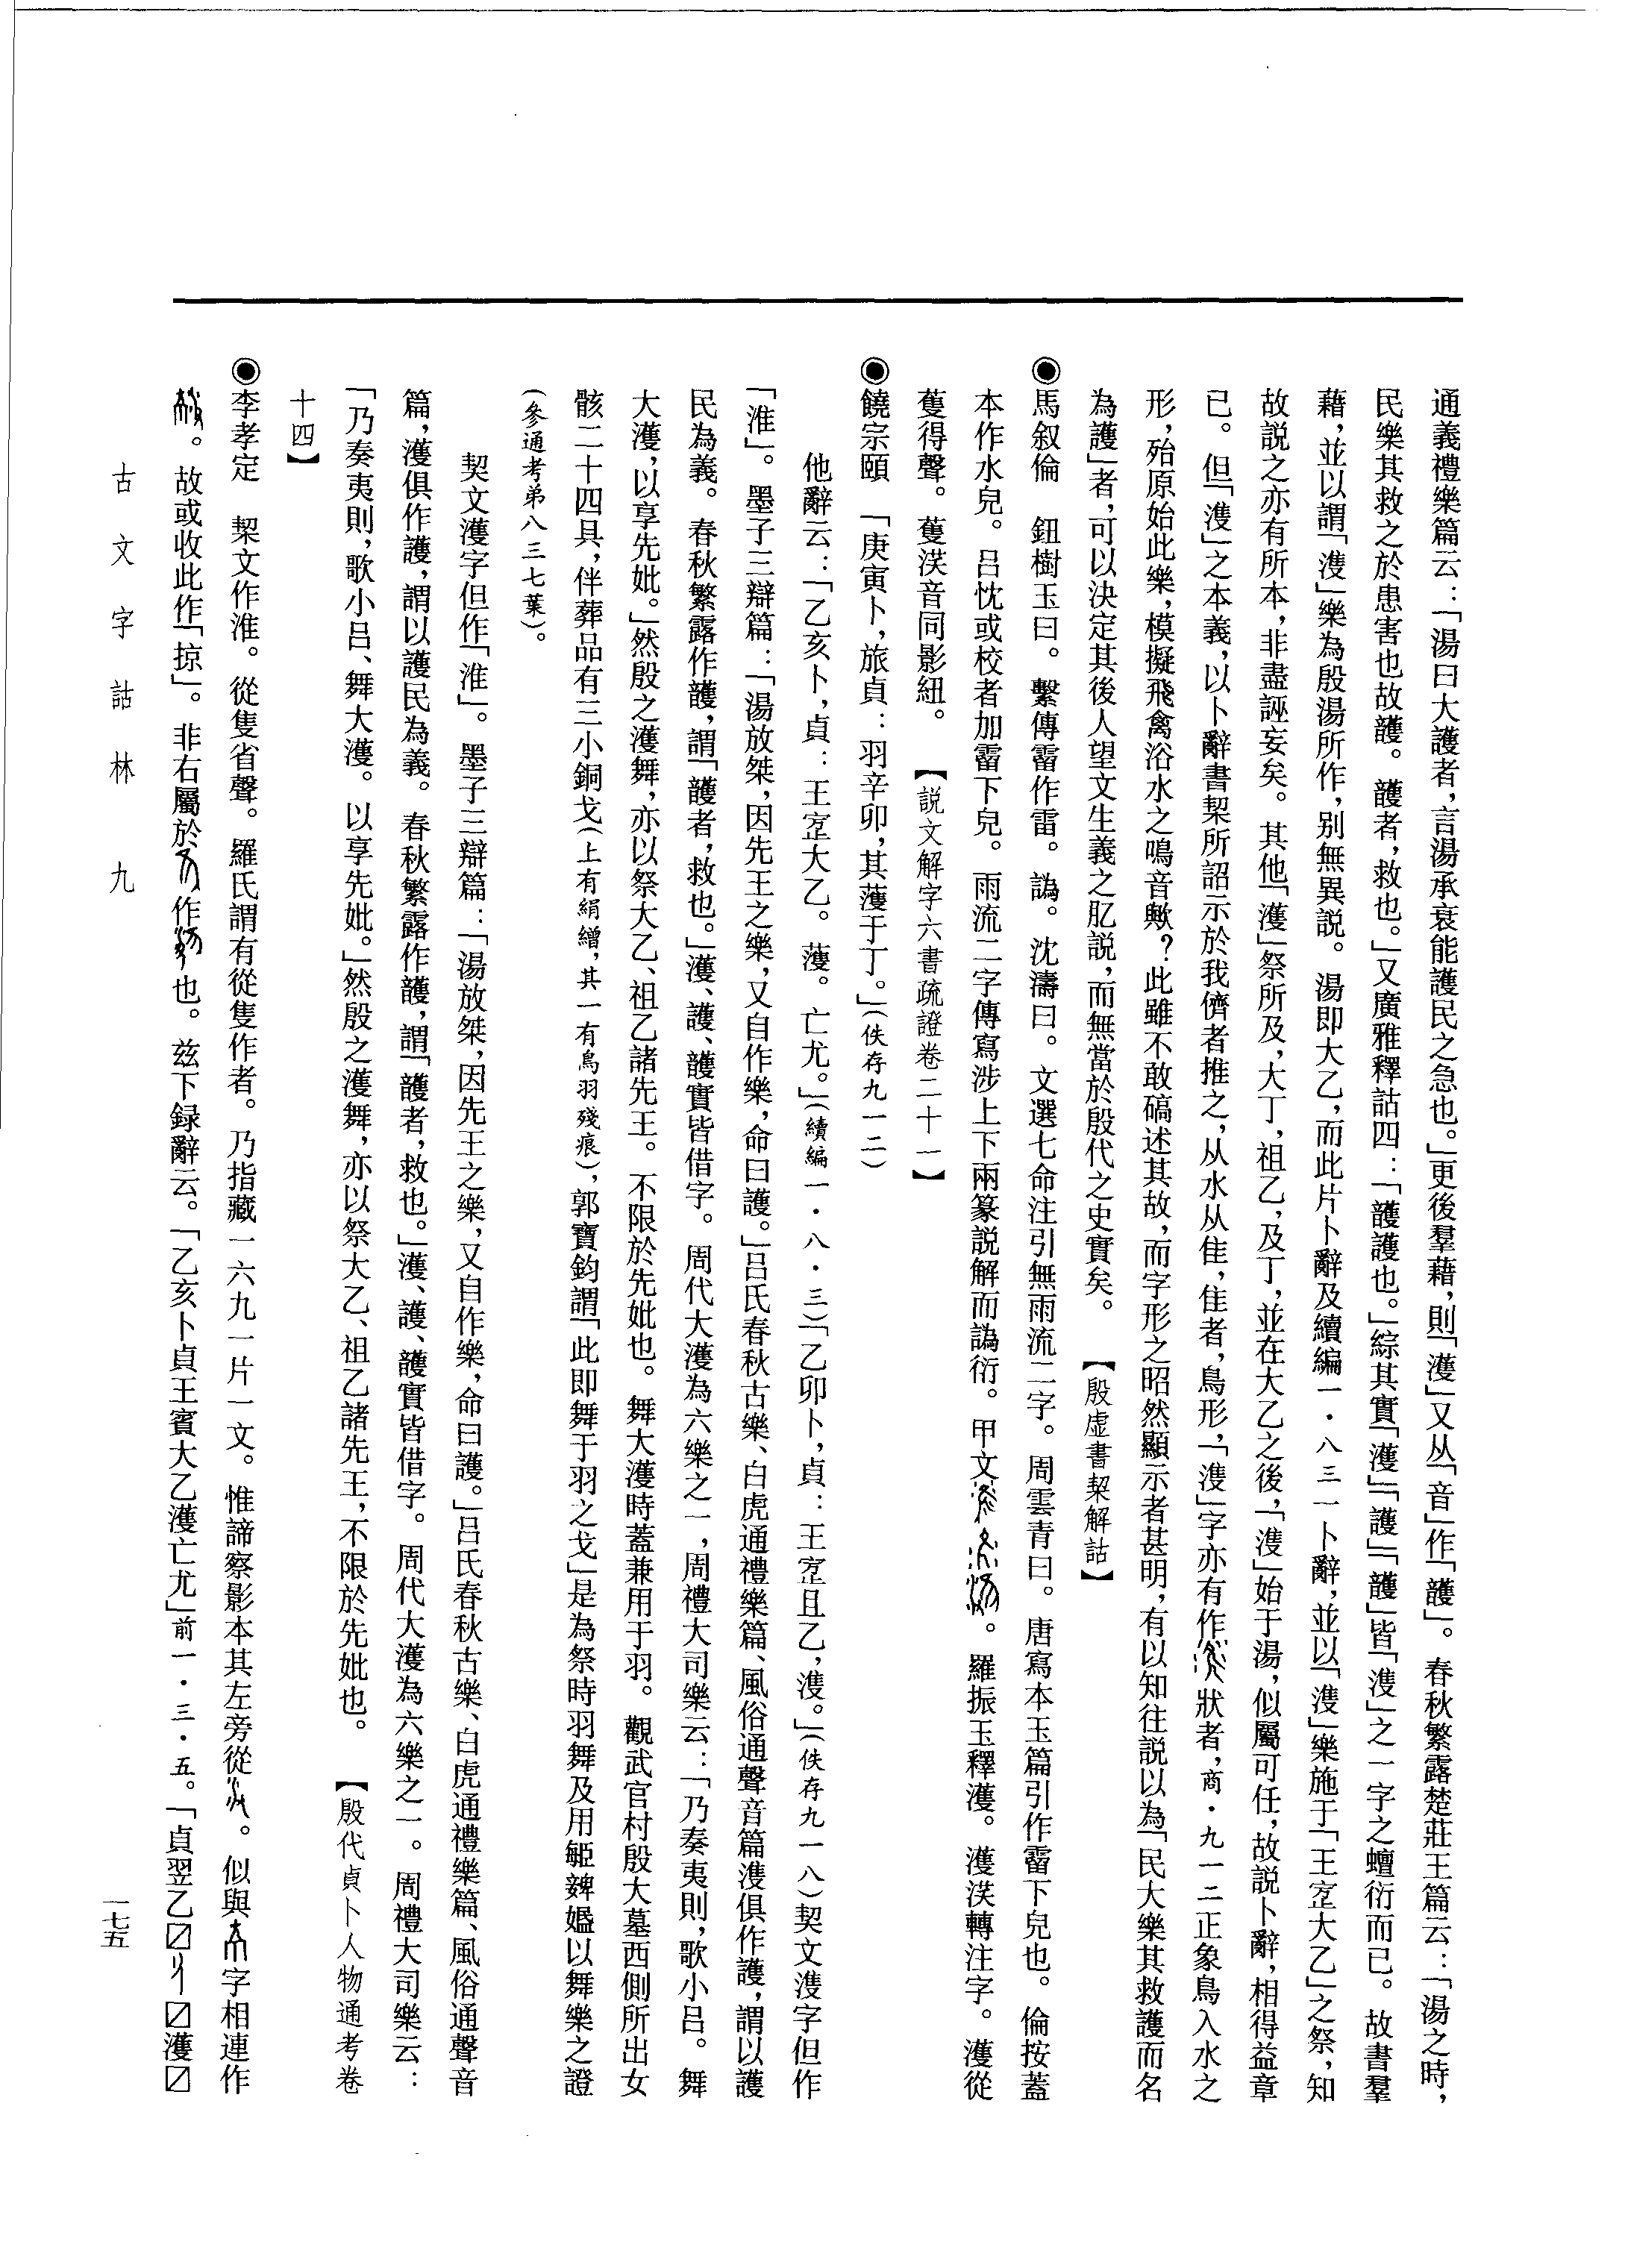 通義禮樂篇云：「湯曰大護者，言湯承衰能護民之急也。」更後羣藉，則「濩」又从「音」作「頀」。春秋繁露楚莊王篇云：「湯之時，
民樂其救之於患害也故頀。頀者，救也。」又廣雅釋詁四：「頀護也。」綜其實「濩」「護」「頀」皆「濩」之一字之蟺衍而已。故書羣
藉，並以謂「濩」樂為殷湯所作，别無異説。湯即大乙，而此片卜辭及續編一·八三一卜辭，並以「濩」樂施于「王室大乙」之祭，知
故説之亦有所本，非盡誣妄矣。其他「濩」祭所及，大丁，祖乙，及丁，並在大乙之後，「濩」始于湯，似屬可任，故説卜辭，相得益章
已。但「濩」之本義，以卜辭書栔所詔示於我儕者推之，从水从隹，隹者，鳥形，「濩」字亦有作狀者，商·九一二正象鳥入水之
形，殆原始此樂，模擬飛禽浴水之鳴音歟？此雖不敢碻述其故，而字形之昭然顯示者甚明，有以知往説以為「民大樂其救護而名
為護」者，可以決定其後人望文生義之肊説，而無當於殷代之史實矣。【殷虚書栔解詁】
◉馬叙倫　鈕樹玉曰。繫傳霤作雷。譌。沈濤曰。文選七命注引無雨流二字。周雲青曰。唐寫本玉篇引作霤下皃也。倫按蓋
本作水皃。吕忱或校者加霤下皃。雨流二字傳寫涉上下兩篆説解而譌衍。甲文。羅振玉釋濩。濩渶轉注字。濩從
蒦得聲。蒦渶音同影紐。【説文解字六書疏證卷二十一】
◉饒宗頤　「庚寅卜，旅貞：羽辛卯，其濩于丁。」（佚存九一二）
他辭云：「乙亥卜，貞：王室大乙。濩。亡尤。」（續編一·八·三）「乙卯卜，貞：王室且乙，濩。」（佚存九一八）契文濩字但作
「淮」。墨子三辯篇：「湯放桀，因先王之樂，又自作樂，命曰護。」吕氏春秋古樂、白虎通禮樂篇、風俗通聲音篇濩俱作護，謂以護
民為義。春秋繁露作頀，謂「頀者，救也。」濩、護、頀實皆借字。周代大濩為六樂之一，周禮大司樂云：「乃奏夷則，歌小吕。舞
大濩，以享先妣。」然殷之濩舞，亦以祭大乙、祖乙諸先王。不限於先妣也。舞大濩時蓋兼用于羽。觀武官村殷大墓西側所出女
骸二十四具，伴葬品有三小銅戈（上有絹繒，其一有鳥羽殘痕），郭寶鈞謂「此即舞于羽之戈」是為祭時羽舞及用以舞樂之證
（參通考弟八三七葉）。
契文濩字但作「淮」。墨子三辯篇：「湯放桀，因先王之樂，又自作樂，命曰護。」吕氏春秋古樂、白虎通禮樂篇、風俗通聲音
篇，濩俱作護，謂以護民為義。春秋繁露作頀，謂「頀者，救也。」濩、護、頀實皆借字。周代大濩為六樂之一。周禮大司樂云：
「乃奏夷則，歌小吕、舞大濩。以享先妣。」然殷之濩舞，亦以祭大乙、祖乙諸先王，不限於先妣也。【殷代貞卜人物通考卷
十四】
◉李孝定　栔文作淮。從隻省聲。羅氏謂有從隻作者。乃指藏一六九一片一文。惟諦察影本其左旁從。似與字相連作
。故或收此作「掠」。非右屬於作也。兹下録辭云。「乙亥卜貞王賓大乙濩亡尤」前一·三·五。「貞翌乙〼〼濩〼
古文字詁林　九
一七五